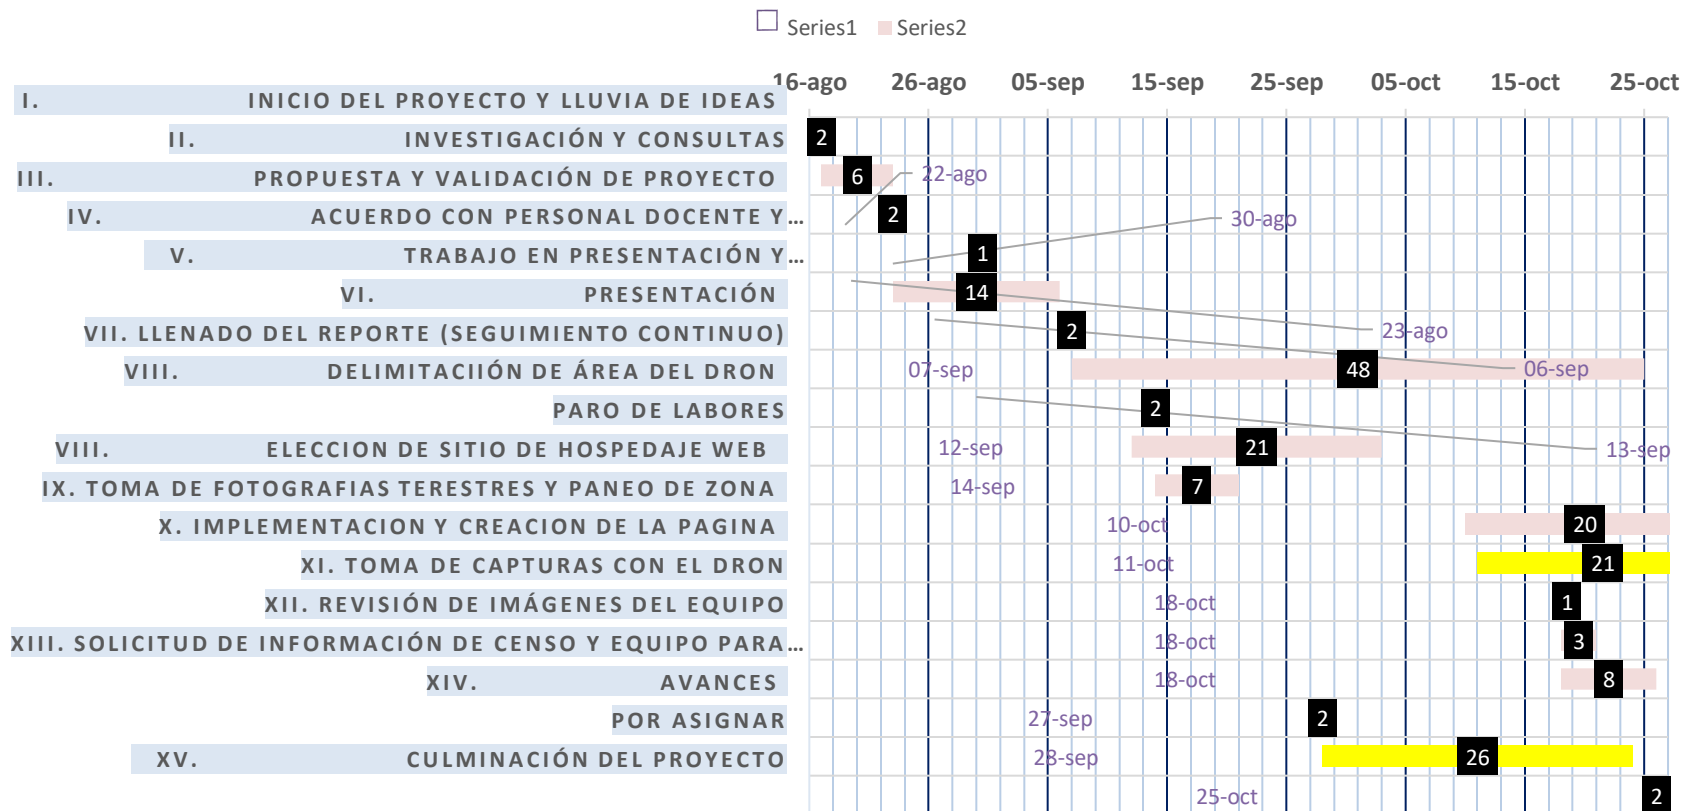 Series1 Series2
16-ago 26-ago 05-sep 15-sep 25-sep 05-oct 15-oct 25-oct
I. INICIO DEL PROYECTO Y LLUVIA DE IDEAS
II. INVESTIGACIÓN Y CONSULTAS 2
III. PROPUESTA Y VALIDACIÓN DE PROYECTO 6 22-ago
IV. ACUERDO CON PERSONAL DOCENTE Y... 2 30-ago
V. TRABAJO EN PRESENTACIÓN Y... 1
VI. PRESENTACIÓN 14
VII. LLENADO DEL REPORTE (SEGUIMIENTO CONTINUO) 2 23-ago
VIII. DELIMITACIIÓN DE ÁREA DEL DRON 07-sep 48 06-sep
PARO DE LABORES 2
VIII. ELECCION DE SITIO DE HOSPEDAJE WEB 12-sep 21 13-sep
IX. TOMA DE FOTOGRAFIAS TERESTRES Y PANEO DE ZONA 14-sep 7
X. IMPLEMENTACION Y CREACION DE LA PAGINA 10-oct 20
XI. TOMA DE CAPTURAS CON EL DRON 11-oct 21
XII. REVISIÓN DE IMÁGENES DEL EQUIPO 18-oct 1
XIII. SOLICITUD DE INFORMACIÓN DE CENSO Y EQUIPO PARA... 18-oct 3
XIV. AVANCES 18-oct 8
POR ASIGNAR 27-sep 2
XV. CULMINACIÓN DEL PROYECTO 28-sep 26
25-oct 2